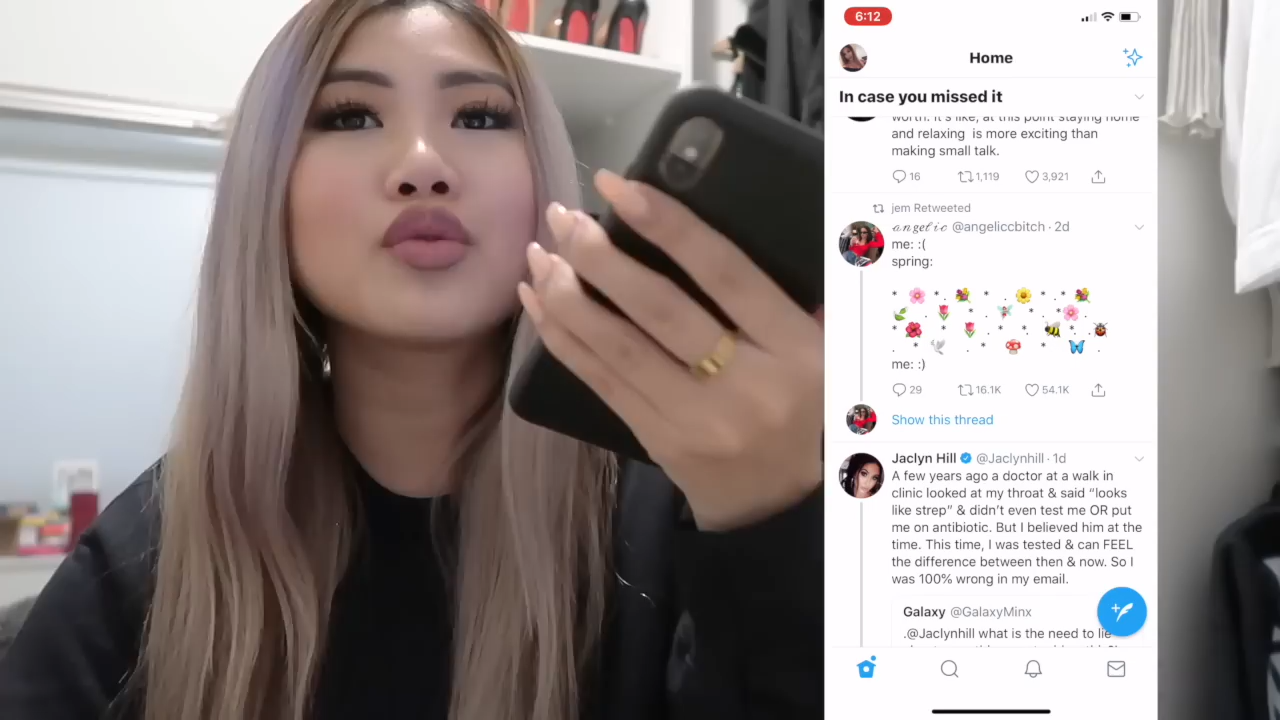 6:12
Home
In case you missed it
worth. it's like, at this point staying home
and relaxing is more exciting than
making small talk.
16 1,119 3,921
jem Retweeted
𝒶𝓃𝑔𝑒𝓁𝒾𝒸 @angeliccbitch · 2d
me: :(
spring:
* 🌸 * . 💐 * . 🌼 * . * 💐
🌿 . 🌷 * . 🧚 * . *🌸
* 🌺 * 🌷 . * . * 🐝 * . 🐞
. * 🕊 . * 🍄 * 🦋 .
me: :)
29 16.1K 54.1K
Show this thread
Jaclyn Hill @Jaclynhill · 1d
A few years ago a doctor at a walk in
clinic looked at my throat & said “looks
like strep” & didn’t even test me OR put
me on antibiotic. But I believed him at the
time. This time, I was tested & can FEEL
the difference between then & now. So I
was 100% wrong in my email.
Galaxy @GalaxyMinx
.@Jaclynhill what is the need to lie